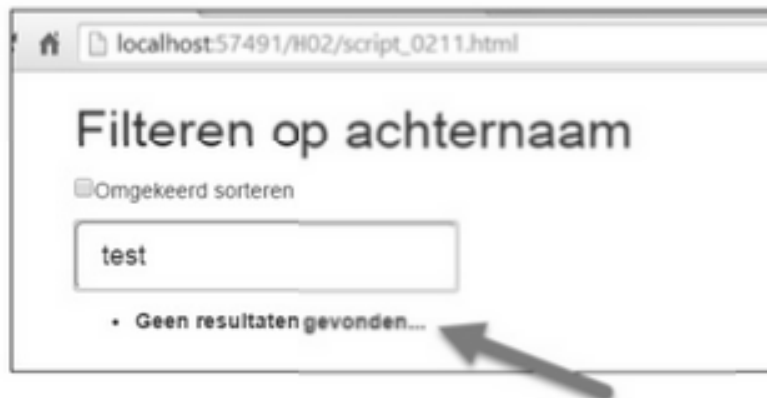 localhost:57491/H02/script_0211.html
Filteren op achternaam
Omgekeerd sorteren
test
• Geen resultaten gevonden...